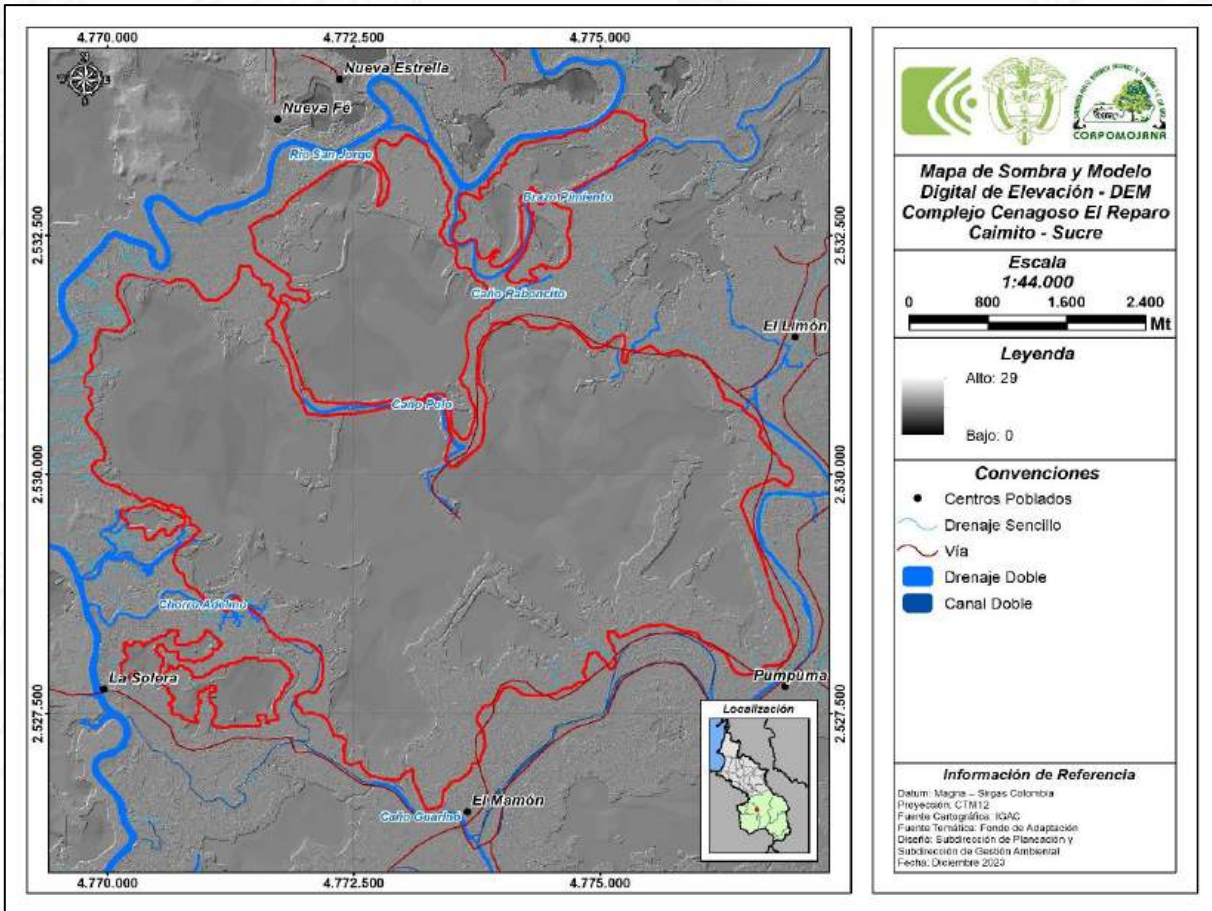 4.770.000
4.772.500
4.775.000
Nueva Estrella
Nueva Fé
Río San Jorge
Brazo Pimiento
2.532.500
2.532.500
Caño Raboncito
El Limón
Caño Polo
2.530.000
2.530.000
Chorro Adelmo
La Solera
Pumpuma
2.527.500
2.527.500
El Mamón
Caño Guarino
Localización
4.770.000
4.772.500
4.775.000
CORPOMOJANA
Mapa de Sombra y Modelo
Digital de Elevación - DEM
Complejo Cenagoso El Reparo
Caimito - Sucre
Escala
1:44.000
0 800 1.600 2.400
Mt
Leyenda
Alto: 29
Bajo: 0
Convenciones
Centros Poblados
Drenaje Sencillo
Vía
Drenaje Doble
Canal Doble
Información de Referencia
Datum: Magna – Sirgas Colombia
Proyección: CTM12
Fuente Cartográfica: IGAC
Fuente Temática: Fondo de Adaptación
Diseño: Subdirección de Planeación y
Subdirección de Gestión Ambiental
Fecha: Diciembre 2023